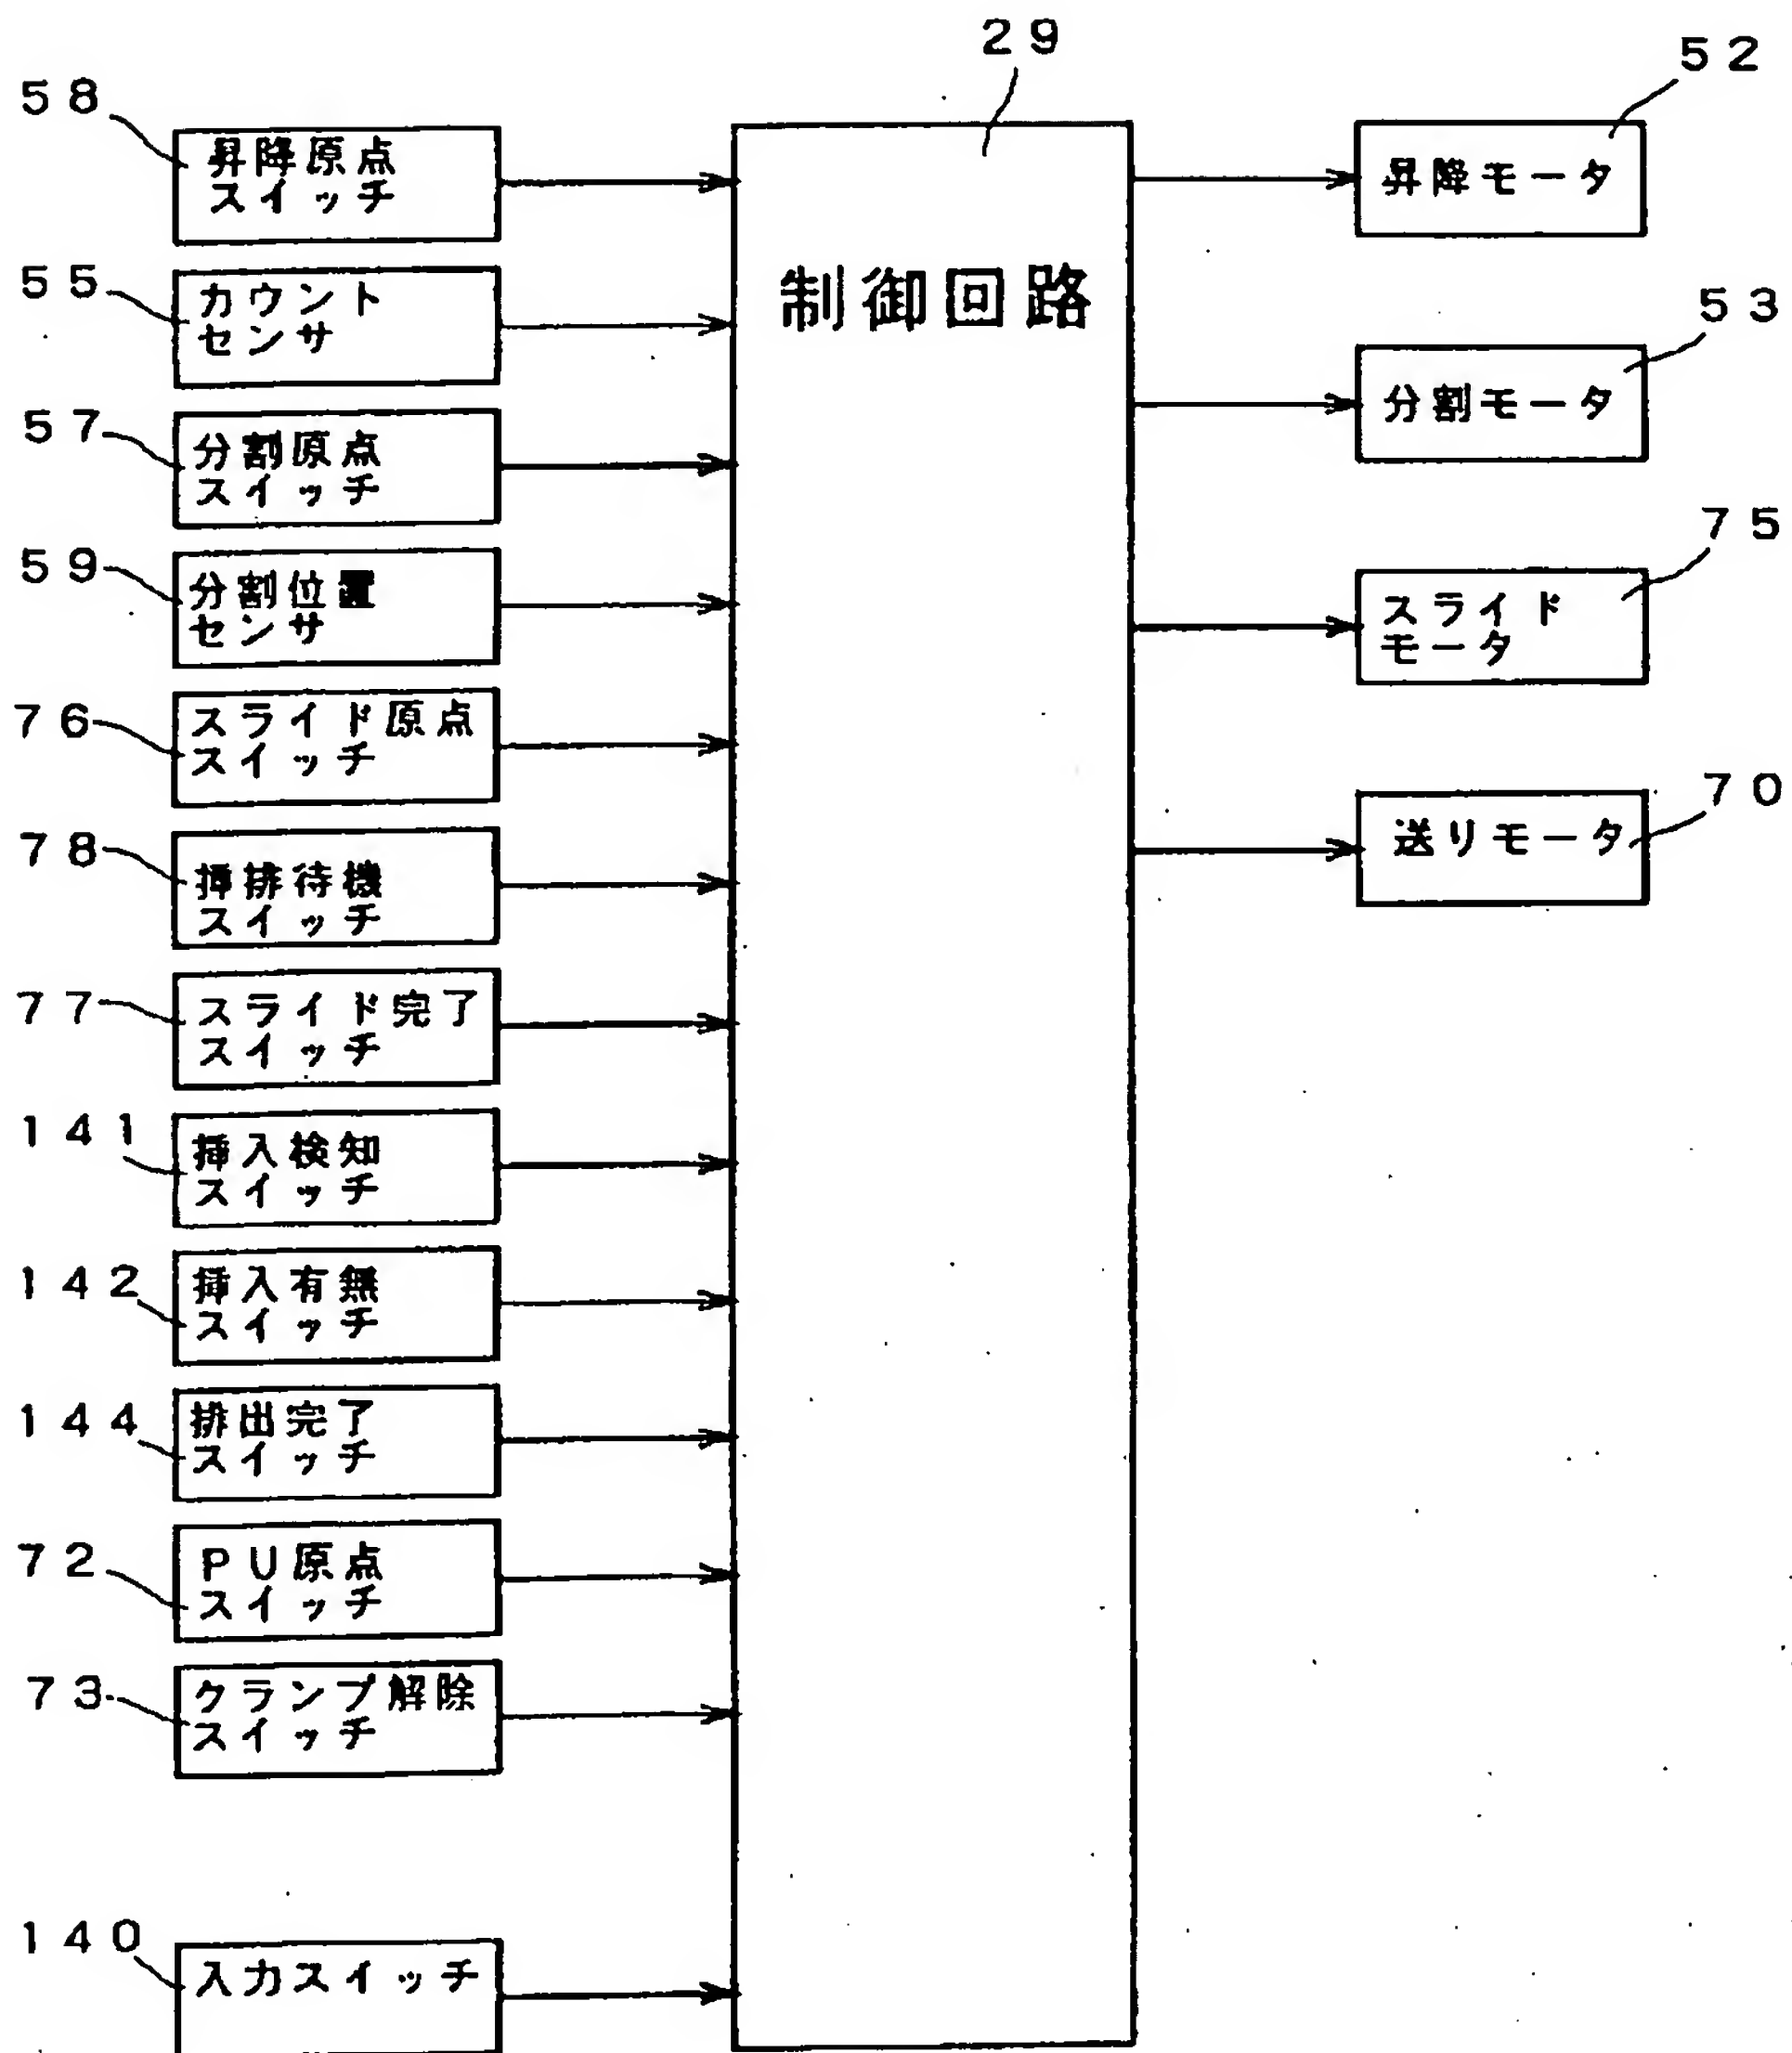 29
52
58
昇降原点
スイッチ
昇降モータ
制御回路
55
カウント
センサ
53
分割モータ
57
分割原点
スイッチ
59
分割位置
センサ
75
スライド
モータ
76
スライド原点
スイッチ
70
送りモータ
78
挿排待機
スイッチ
77
スライド完了
スイッチ
141
挿入検知
スイッチ
142
挿入有無
スイッチ
144
排出完了
スイッチ
72
PU原点
スイッチ
73
クランプ解除
スイッチ
140
入力スイッチ